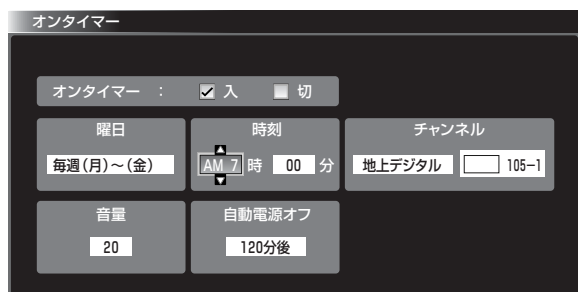 オンタイマー
オンタイマー : 入 切
曜日 時刻 チャンネル
毎週(月)~(金) AM 7 時 00 分 地上デジタル 105-1
音量 自動電源オフ
20 120分後